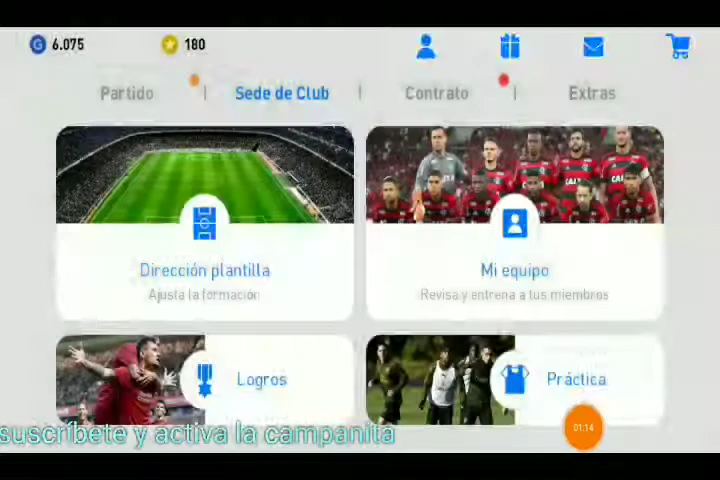 G 6.075 180
Partido | Sede de Club | Contrato | Extras
Dirección plantilla
Ajusta la formación
Mi equipo
Revisa y entrena a tus miembros
Logros
Práctica
suscríbete y activa la campanita
01:14